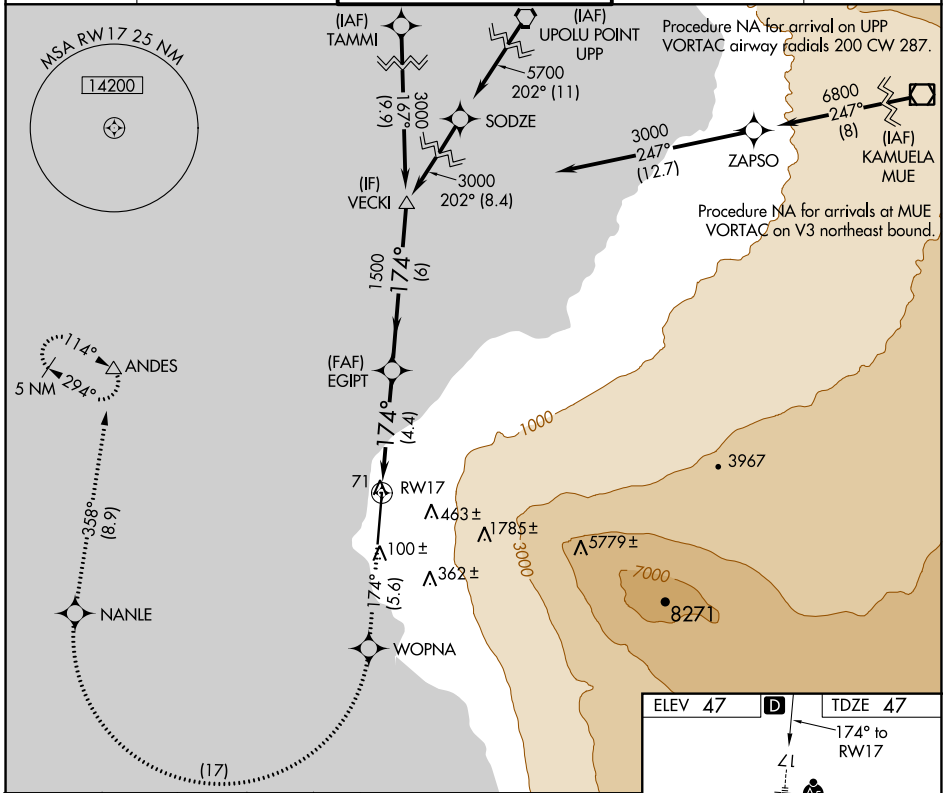 MSA RW17 25 NM
14200
(IAF)
TAMMI
(IAF)
UPOLU POINT
UPP
Procedure NA for arrival on UPP
VORTAC airway radials 200 CW 287.
5700
202° (11)
3000
167°
(9.9)
SODZE
3000
202° (8.4)
6800
247°
(8)
(IAF)
KAMUELA
MUE
3000
247°
(12.7)
ZAPSO
(IF)
VECKI
Procedure NA for arrivals at MUE
VORTAC on V3 northeast bound.
1500
174°
(6)
114°
ANDES
5 NM
294°
(FAF)
EGIPT
174°
(4.4)
1000
3967
71
RW17
463±
1785±
3000
5779±
100±
362±
7000
8271
358°
(8.9)
174°
(5.6)
NANLE
WOPNA
(17)
ELEV 47
D
TDZE 47
174° to
RW17
17